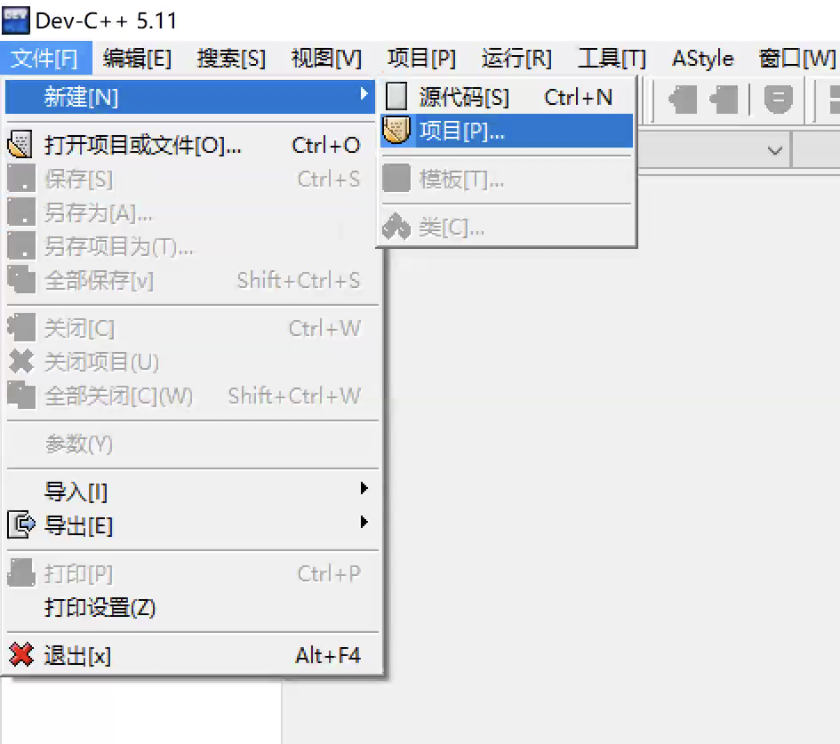 Dev-C++ 5.11
文件[F] 编辑[E] 搜索[S] 视图[V] 项目[P] 运行[R] 工具[T] AStyle 窗口[W]
新建[N]
源代码[S] Ctrl+N
项目[P]...
模板[T]...
类[C]...
打开项目或文件[O]... Ctrl+O
保存[S] Ctrl+S
另存为[A]...
另存项目为(T)...
全部保存[v] Shift+Ctrl+S
关闭[C] Ctrl+W
关闭项目(U)
全部关闭[C](W) Shift+Ctrl+W
参数(Y)
导入[I]
导出[E]
打印[P] Ctrl+P
打印设置(Z)
退出[x] Alt+F4